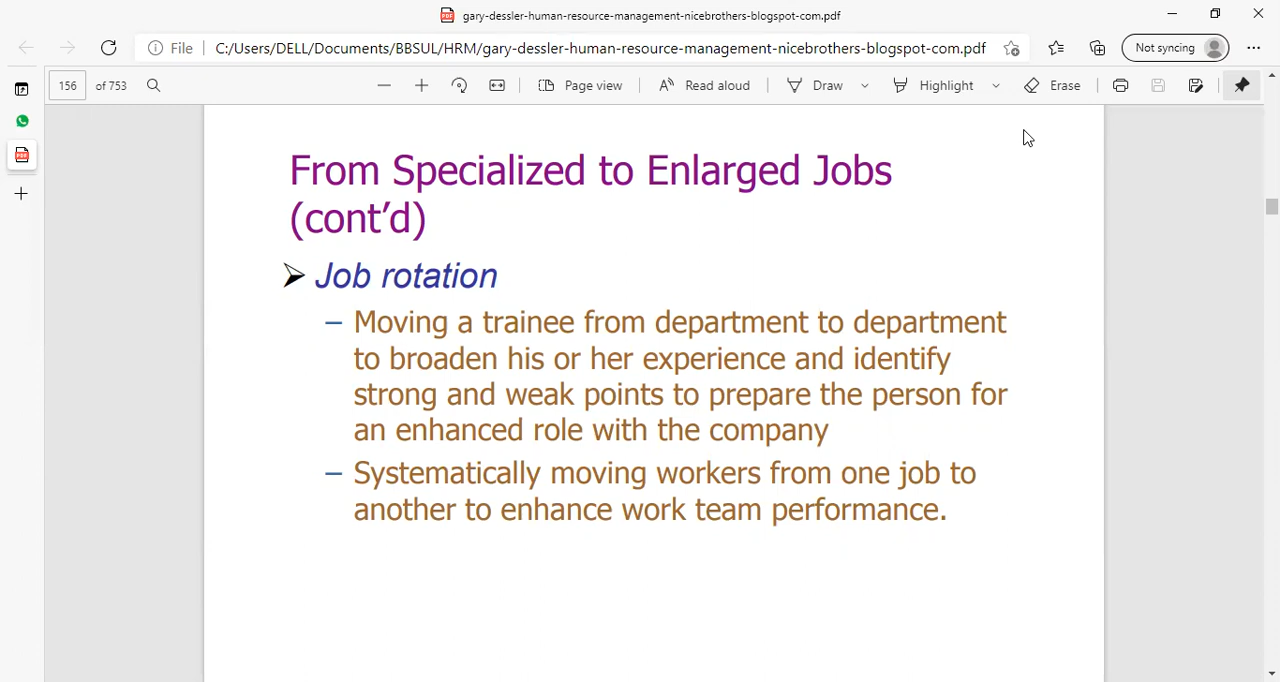 gary-dessler-human-resource-management-nicebrothers-blogspot-com.pdf
File C:/Users/DELL/Documents/BBSUL/HRM/gary-dessler-human-resource-management-nicebrothers-blogspot-com.pdf Not syncing
156 of 753 Page view Read aloud Draw Highlight Erase
From Specialized to Enlarged Jobs
(cont’d)
➢ Job rotation
– Moving a trainee from department to department
to broaden his or her experience and identify
strong and weak points to prepare the person for
an enhanced role with the company
– Systematically moving workers from one job to
another to enhance work team performance.